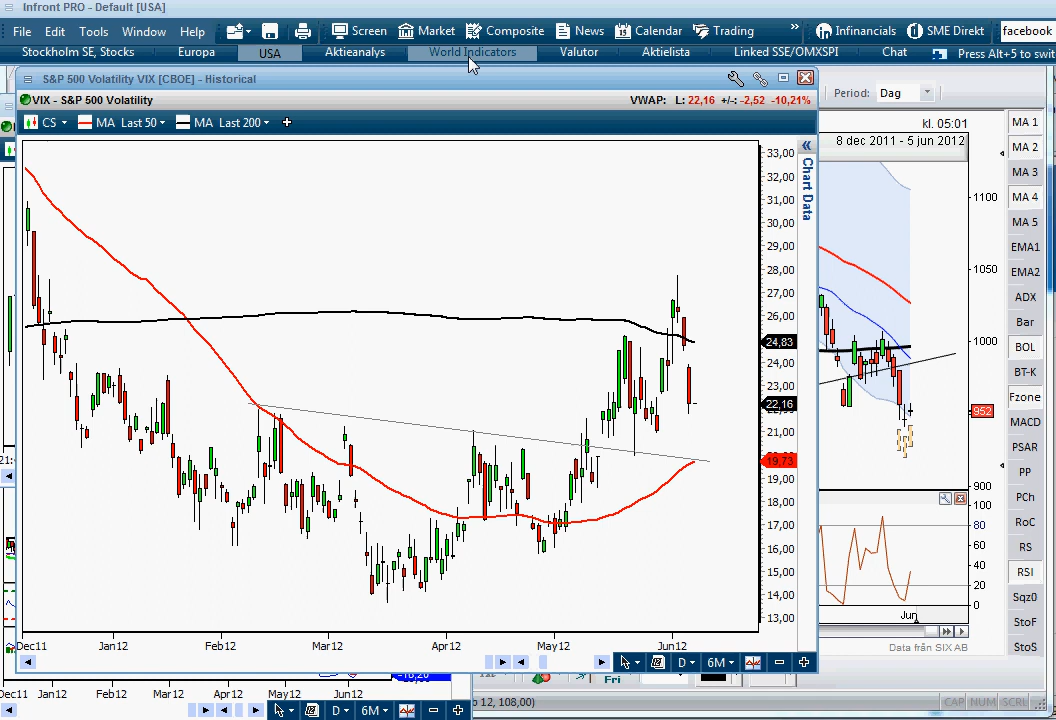 Infront PRO - Default [USA]
File Edit Tools Window Help Screen Market Composite News Calendar Trading » Infinancials SME Direkt facebook
Stockholm SE, Stocks Europa USA Aktieanalys World Indicators Valutor Aktielista Linked SSE/OMXSPI Chat Press Alt+5 to swit
S&P 500 Volatility VIX [CBOE] - Historical
VIX - S&P 500 Volatility VWAP: L: 22,16 +/-: -2,52 -10,21%
CS MA Last 50 MA Last 200
Chart Data
33,00
32,00
31,00
30,00
29,00
28,00
27,00
26,00
24,83
24,00
23,00
22,16
21,00
19,73
19,00
18,00
17,00
16,00
15,00
14,00
13,00
Dec11 Jan12 Feb12 Mar12 Apr12 May12 Jun12
D 6M
Period: Dag
kl. 05:01
8 dec 2011 - 5 jun 2012
1100
1050
1000
952
900
100
80
60
40
20
0
Jun
Data från SIX AB
MA 1
MA 2
MA 3
MA 4
MA 5
EMA1
EMA2
ADX
Bar
BOL
BT-K
Fzone
MACD
PSAR
PP
PCh
RoC
RS
RSI
Sqz0
StoF
StoS
Fri
12, 108,00)
CAP NUM SCRL
Dec11 Jan12 Feb12 Mar12 Apr12 May12 Jun12
D 6M